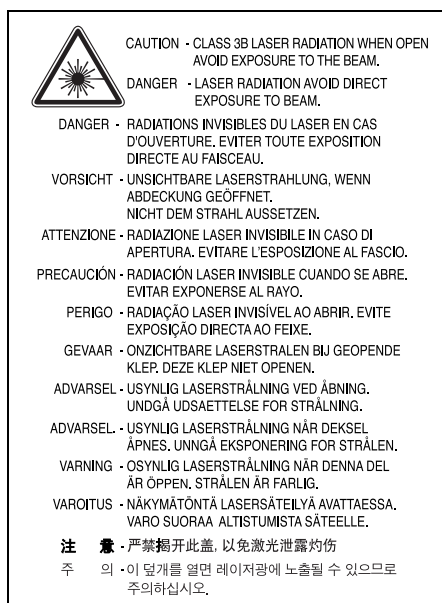 CAUTION - CLASS 3B LASER RADIATION WHEN OPEN
AVOID EXPOSURE TO THE BEAM.
DANGER - LASER RADIATION AVOID DIRECT
EXPOSURE TO BEAM.
DANGER - RADIATIONS INVISIBLES DU LASER EN CAS
D'OUVERTURE. EVITER TOUTE EXPOSITION
DIRECTE AU FAISCEAU.
VORSICHT - UNSICHTBARE LASERSTRAHLUNG, WENN
ABDECKUNG GEÖFFNET.
NICHT DEM STRAHL AUSSETZEN.
ATTENZIONE - RADIAZIONE LASER INVISIBILE IN CASO DI
APERTURA. EVITARE L'ESPOSIZIONE AL FASCIO.
PRECAUCIÓN - RADIACIÓN LASER INVISIBLE CUANDO SE ABRE.
EVITAR EXPONERSE AL RAYO.
PERIGO - RADIAÇÃO LASER INVISÍVEL AO ABRIR. EVITE
EXPOSIÇÃO DIRECTA AO FEIXE.
GEVAAR - ONZICHTBARE LASERSTRALEN BIJ GEOPENDE
KLEP. DEZE KLEP NIET OPENEN.
ADVARSEL - USYNLIG LASERSTRÅLNING VED ÅBNING.
UNDGÅ UDSAETTELSE FOR STRÅLNING.
ADVARSEL. - USYNLIG LASERSTRÅLNING NÅR DEKSEL
ÅPNES. UNNGÅ EKSPONERING FOR STRÅLEN.
VARNING - OSYNLIG LASERSTRÅLNING NÄR DENNA DEL
ÄR ÖPPEN. STRÅLEN ÄR FARLIG.
VAROITUS - NÄKYMÄTÖNTÄ LASERSÄTEILYÄ AVATTAESSA.
VARO SUORAA ALTISTUMISTA SÄTEELLE.
注 意 - 严禁揭开此盖, 以免激光泄露灼伤
주 의 - 이 덮개를 열면 레이저광에 노출될 수 있으므로
주의하십시오.